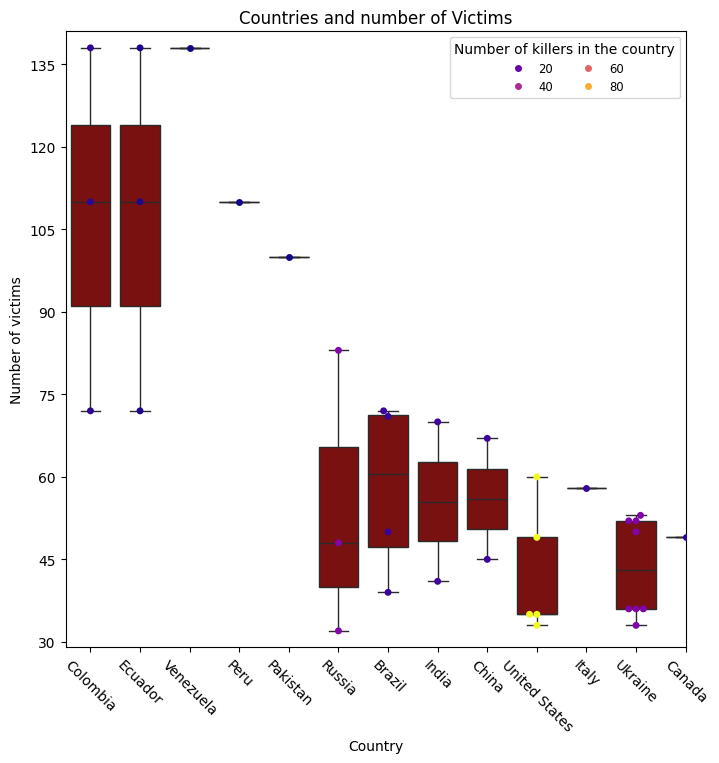 Countries and number of Victims
Number of killers in the country
20 60
40 80
Number of victims
135
120
105
90
75
60
45
30
Colombia
Ecuador
Venezuela
Peru
Pakistan
Russia
Brazil
India
China
United States
Italy
Ukraine
Canada
Country